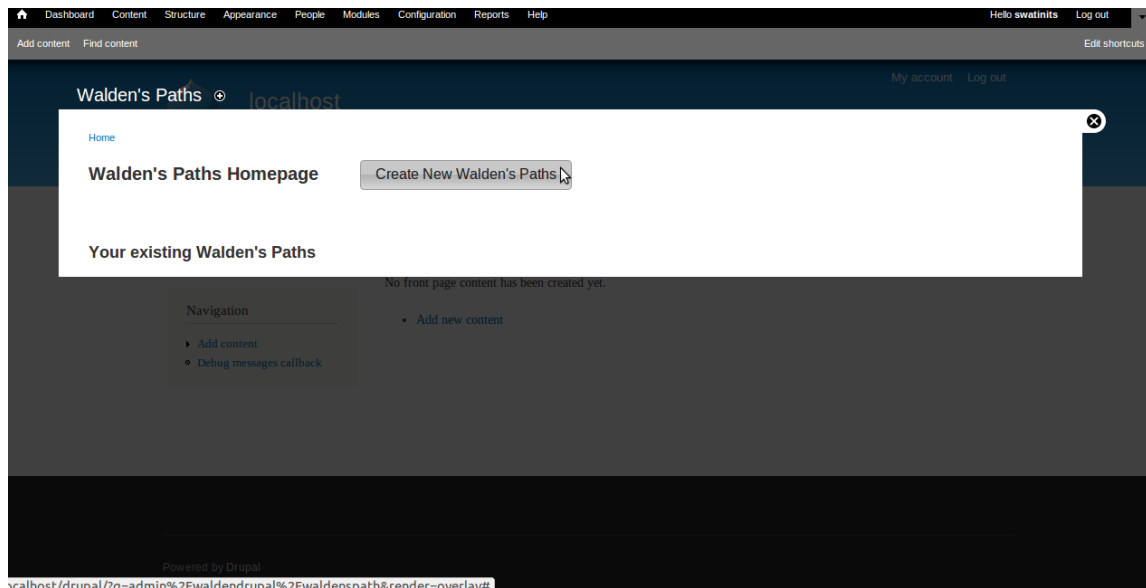 Dashboard Content Structure Appearance People Modules Configuration Reports Help Hello swatinits Log out
Add content Find content Edit shortcuts
My account Log out
Walden's Paths localhost
Home
Walden's Paths Homepage Create New Walden's Paths
Your existing Walden's Paths
No front page content has been created yet.
Navigation
Add new content
Add content
Debug messages callback
Powered by Drupal
ocalhost/drupal/?q=admin%2Fwaldendrupal%2Fwaldenspath&render=overlay#